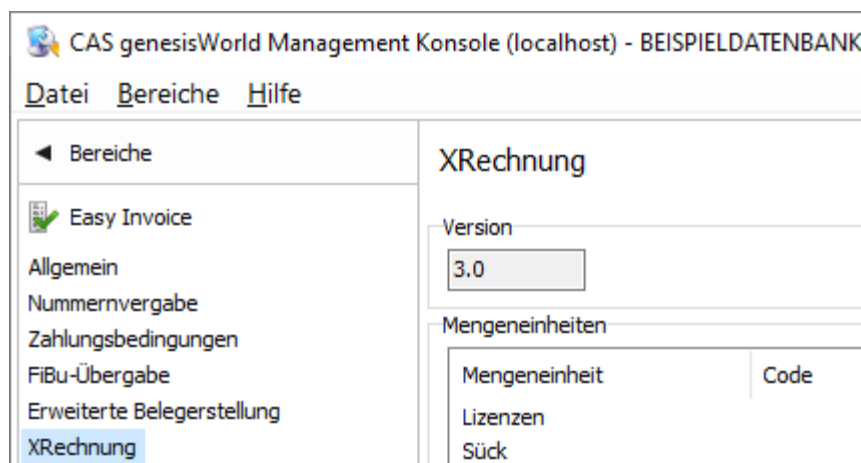 CAS genesisWorld Management Konsole (localhost) - BEISPIELDATENBANK
Datei Bereiche Hilfe
Bereiche
Easy Invoice
Allgemein
Nummernvergabe
Zahlungsbedingungen
FiBu-Übergabe
Erweiterte Belegerstellung
XRechnung
XRechnung
Version
3.0
Mengeneinheiten
Mengeneinheit Code
Lizenzen
Sück